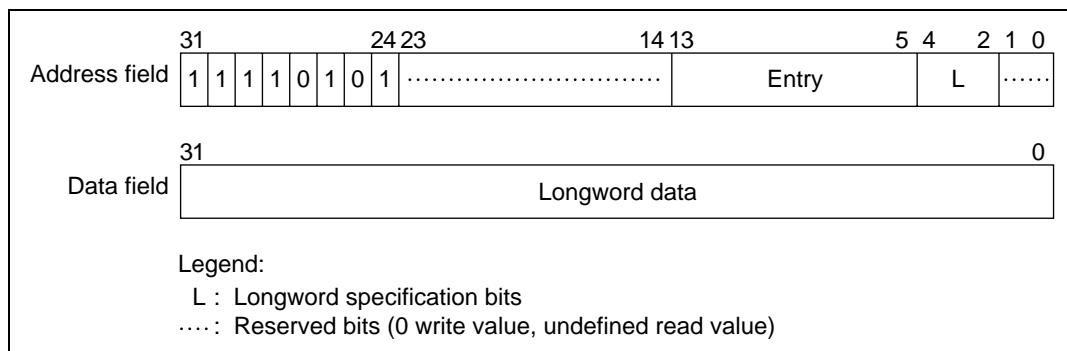 31 24 23 14 13 5 4 2 1 0
Address field 1 1 1 1 0 1 0 1 .............................. Entry L ......
31 0
Data field Longword data
Legend:
L : Longword specification bits
.... : Reserved bits (0 write value, undefined read value)